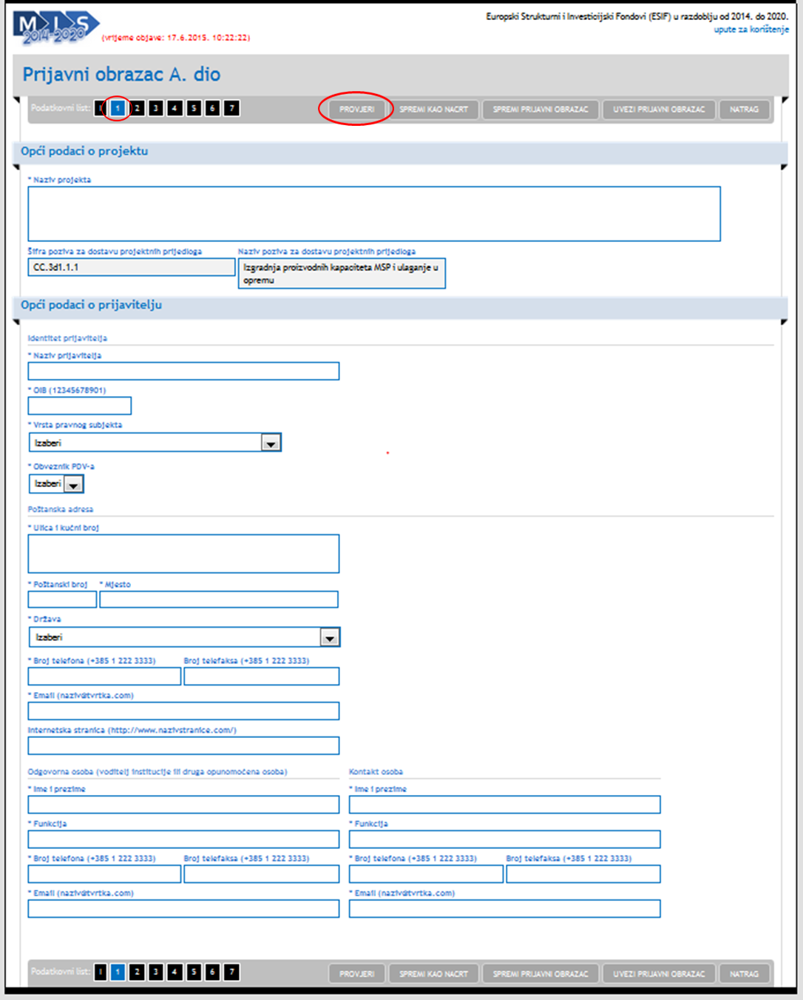 MIS
2014-2020
(vrijeme objave: 17.6.2015. 10:22:22)
Europski Strukturni i Investicijski Fondovi (ESIF) u razdoblju od 2014. do 2020.
upute za korištenje
Prijavni obrazac A. dio
Podatkovni list: I 1 2 3 4 5 6 7 PROVJERI SPREMI KAO NACRT SPREMI PRIJAVNI OBRAZAC UVEZI PRIJAVNI OBRAZAC NATRAG
Opći podaci o projektu
* Naziv projekta
Šifra poziva za dostavu projektnih prijedloga Naziv poziva za dostavu projektnih prijedloga
CC.3d1.1.1 Izgradnja proizvodnih kapaciteta MSP i ulaganje u
opremu
Opći podaci o prijavitelju
Identitet prijavitelja
* Naziv prijavitelja
* OIB (12345678901)
* Vrsta pravnog subjekta
Izaberi
* Obveznik PDV-a
Izaberi
Poštanska adresa
* Ulica i kućni broj
* Poštanski broj * Mjesto
* Država
Izaberi
* Broj telefona (+385 1 222 3333) Broj telefaksa (+385 1 222 3333)
* Email (naziv@tvrtka.com)
Internetska stranica (http://www.nazivstranice.com/)
Odgovorna osoba (voditelj institucije ili druga opunomoćena osoba) Kontakt osoba
* Ime i prezime * Ime i prezime
* Funkcija * Funkcija
* Broj telefona (+385 1 222 3333) Broj telefaksa (+385 1 222 3333) * Broj telefona (+385 1 222 3333) Broj telefaksa (+385 1 222 3333)
* Email (naziv@tvrtka.com) * Email (naziv@tvrtka.com)
Podatkovni list: I 1 2 3 4 5 6 7 PROVJERI SPREMI KAO NACRT SPREMI PRIJAVNI OBRAZAC UVEZI PRIJAVNI OBRAZAC NATRAG